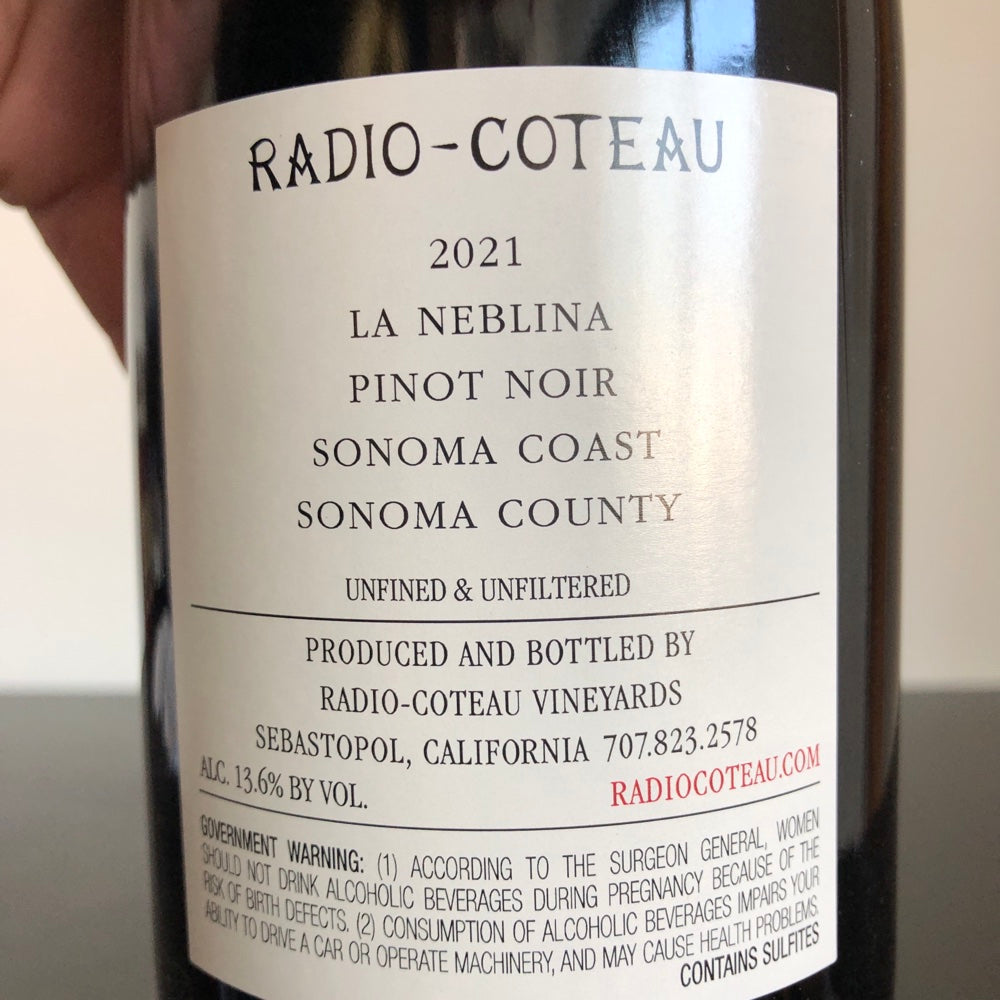 RADIO-COTEAU
2021
LA NEBLINA
PINOT NOIR
SONOMA COAST
SONOMA COUNTY
UNFINED & UNFILTERED
PRODUCED AND BOTTLED BY
RADIO-COTEAU VINEYARDS
SEBASTOPOL, CALIFORNIA 707.823.2578
ALC. 13.6% BY VOL. RADIOCOTEAU.COM
GOVERNMENT WARNING: (1) ACCORDING TO THE SURGEON GENERAL, WOMEN
SHOULD NOT DRINK ALCOHOLIC BEVERAGES DURING PREGNANCY BECAUSE OF THE
RISK OF BIRTH DEFECTS. (2) CONSUMPTION OF ALCOHOLIC BEVERAGES IMPAIRS YOUR
ABILITY TO DRIVE A CAR OR OPERATE MACHINERY, AND MAY CAUSE HEALTH PROBLEMS.
CONTAINS SULFITES